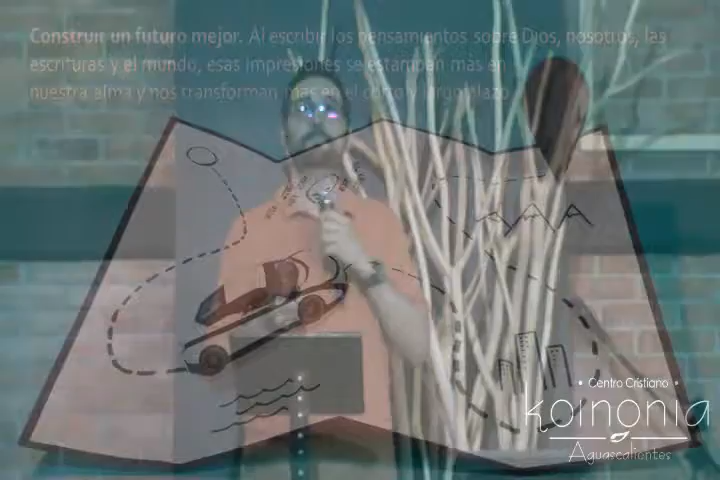 Construir un futuro mejor. Al escribir los pensamientos sobre Dios, nosotros, las
escrituras y el mundo, esas impresiones se estampan más en
nuestra alma y nos transforman más en el corto y largo plazo
• Centro Cristiano •
koinonia
Aguascalientes